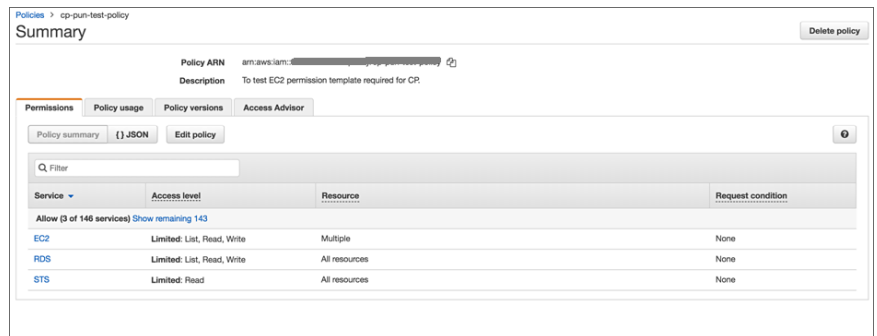 Policies > cp-pun-test-policy
Summary
Delete policy
Policy ARN arn:aws:iam::
Description To test EC2 permission template required for CP.
Permissions Policy usage Policy versions Access Advisor
Policy summary {} JSON Edit policy
Filter
Service Access level Resource Request condition
Allow (3 of 146 services) Show remaining 143
EC2 Limited: List, Read, Write Multiple None
RDS Limited: List, Read, Write All resources None
STS Limited: Read All resources None